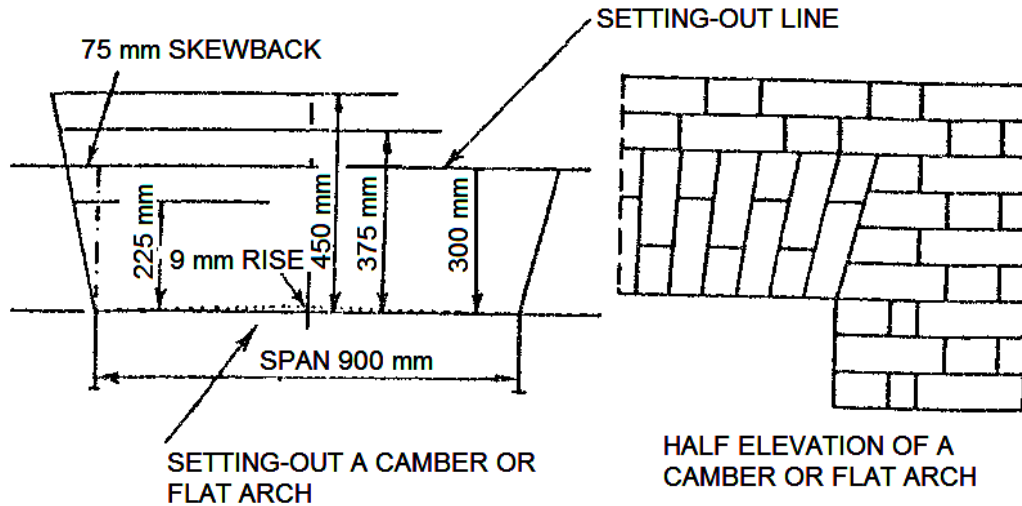 SETTING-OUT LINE
75 mm SKEWBACK
225 mm
9 mm RISE
450 mm
375 mm
300 mm
SPAN 900 mm
SETTING-OUT A CAMBER OR
FLAT ARCH
HALF ELEVATION OF A
CAMBER OR FLAT ARCH